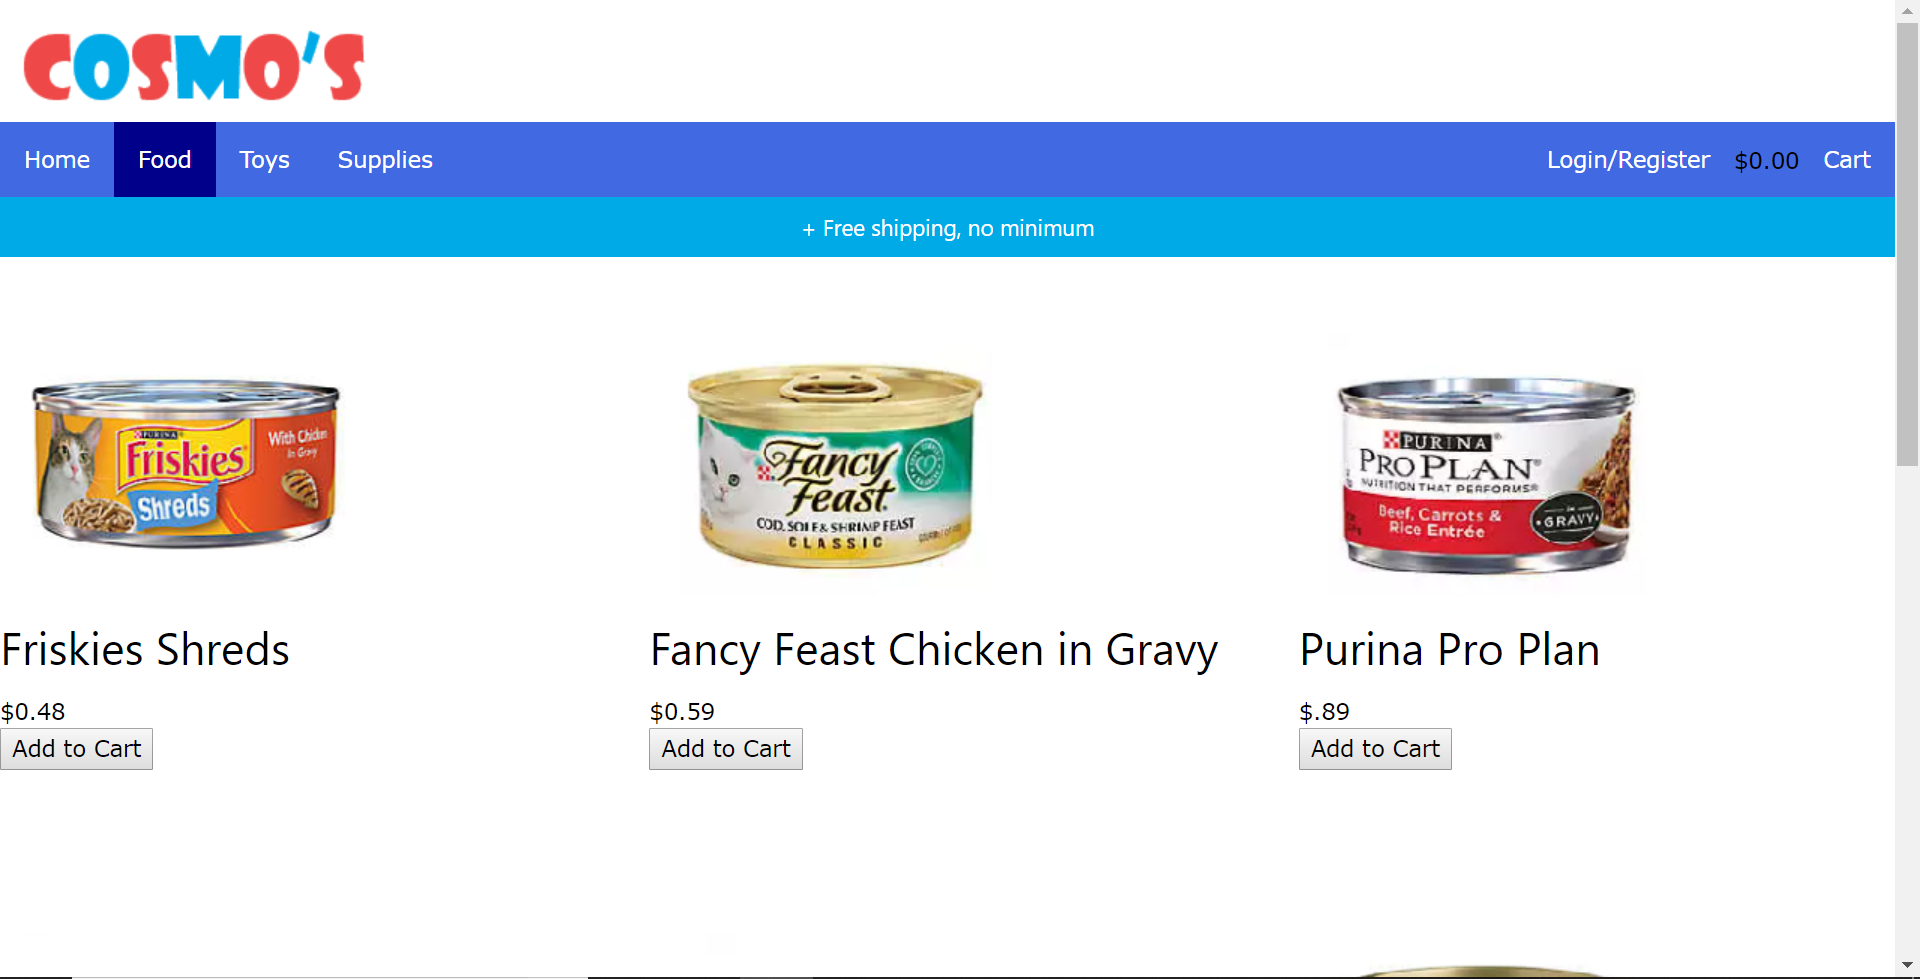 COSMO'S
Home Food Toys Supplies Login/Register $0.00 Cart
+ Free shipping, no minimum
PURINA
Friskies
Shreds
With Chicken
In Gravy
Fancy
Feast
COD, SOLE & SHRIMP FEAST
CLASSIC
PURINA®
PROPLAN®
NUTRITION THAT PERFORMS®
Beef, Carrots &
Rice Entrée
GRAVY
Friskies Shreds
Fancy Feast Chicken in Gravy
Purina Pro Plan
$0.48
$0.59
$.89
Add to Cart
Add to Cart
Add to Cart